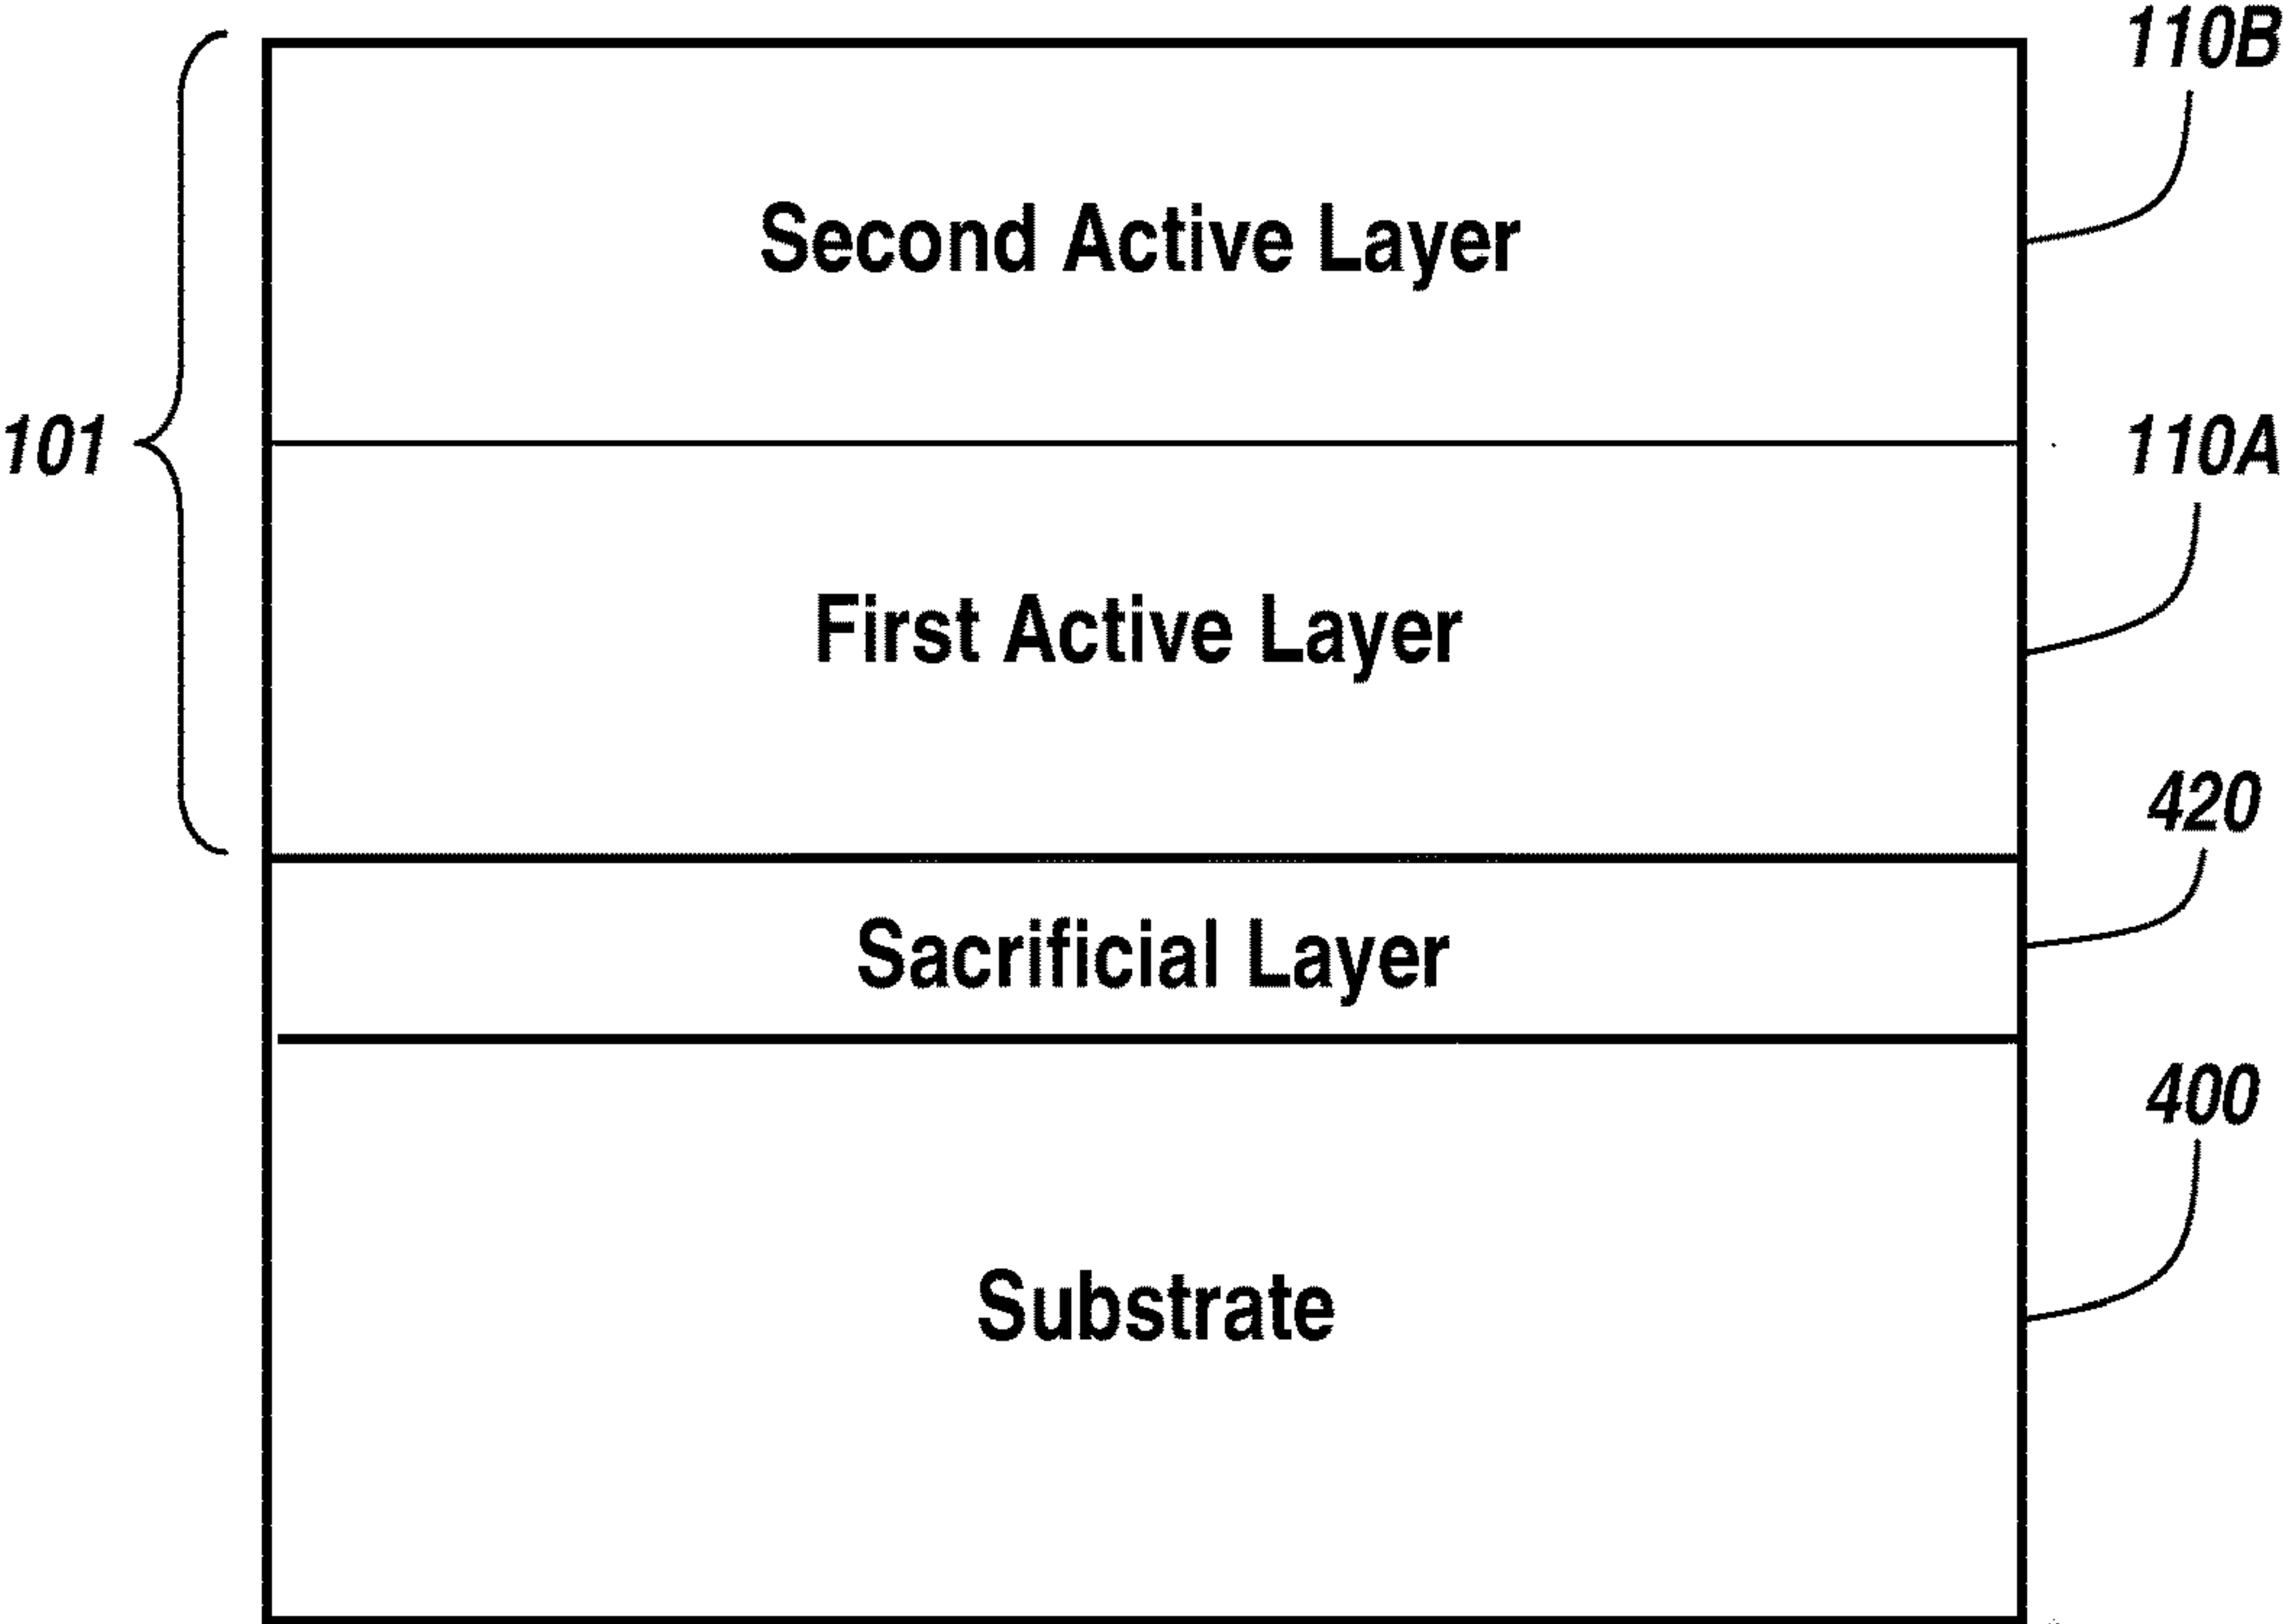 110B
Second Active Layer
101
110A
First Active Layer
420
Sacrificial Layer
400
Substrate